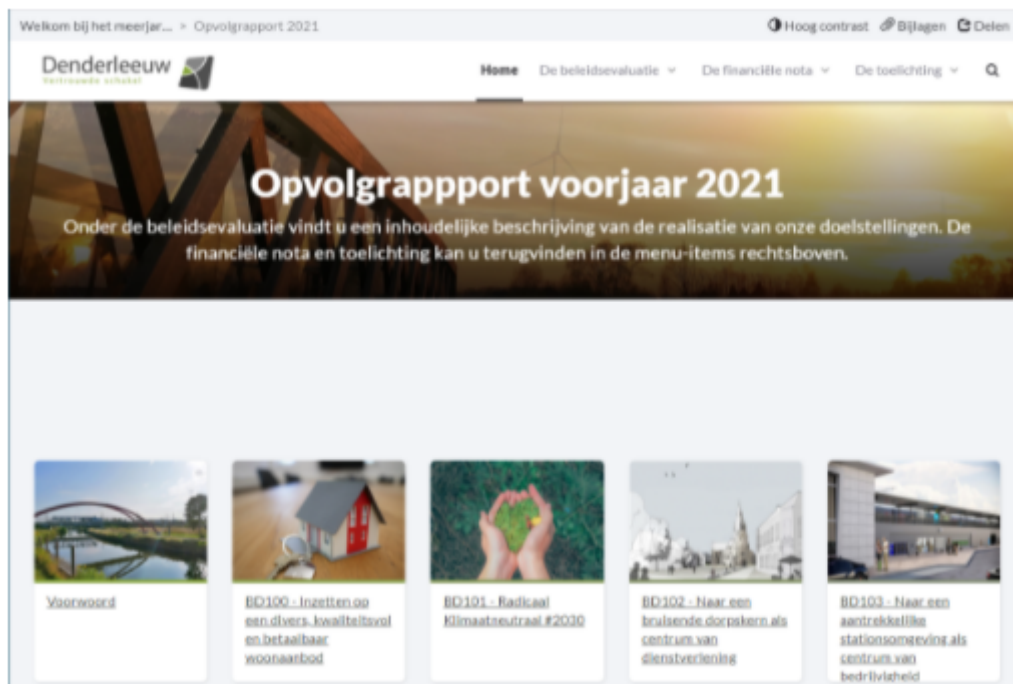 Welkom bij het meerjar... > Opvolgrapport 2021
Hoog contrast Bijlagen Delen
Denderleeuw
Vertrouwde schakel
Home De beleidsevaluatie De financiële nota De toelichting
Opvolgrappport voorjaar 2021
Onder de beleidsevaluatie vindt u een inhoudelijke beschrijving van de realisatie van onze doelstellingen. De
financiële nota en toelichting kan u terugvinden in de menu-items rechtsboven.
Voorwoord
BD100 - Inzetten op
een divers, kwaliteitsvol
en betaalbaar
woonaanbod
BD101 - Radicaal
Klimaatneutraal #2030
BD102 - Naar een
bruisende dorpskern als
centrum van
dienstverlening
BD103 - Naar een
aantrekkelijke
stationsomgeving als
centrum van
bedrijvigheid